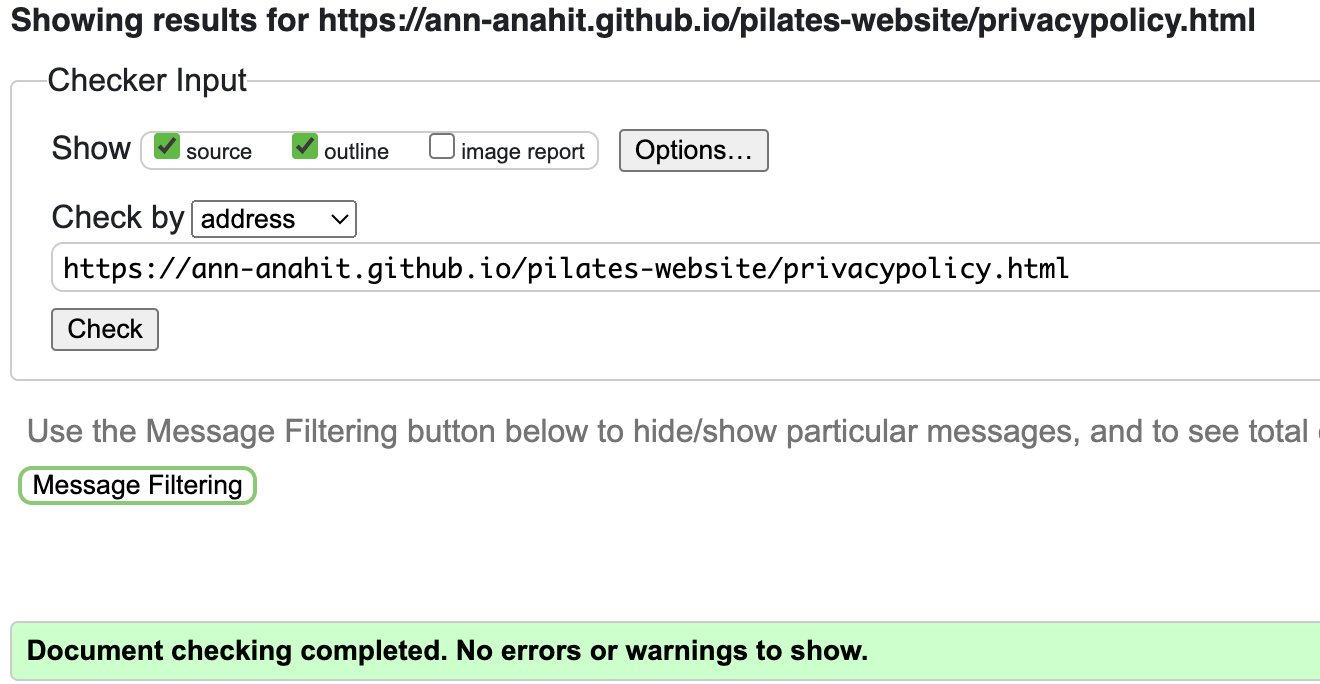 Showing results for https://ann-anahit.github.io/pilates-website/privacypolicy.html
Checker Input
Show source outline image report Options...
Check by address
https://ann-anahit.github.io/pilates-website/privacypolicy.html
Check
Use the Message Filtering button below to hide/show particular messages, and to see total
Message Filtering
Document checking completed. No errors or warnings to show.